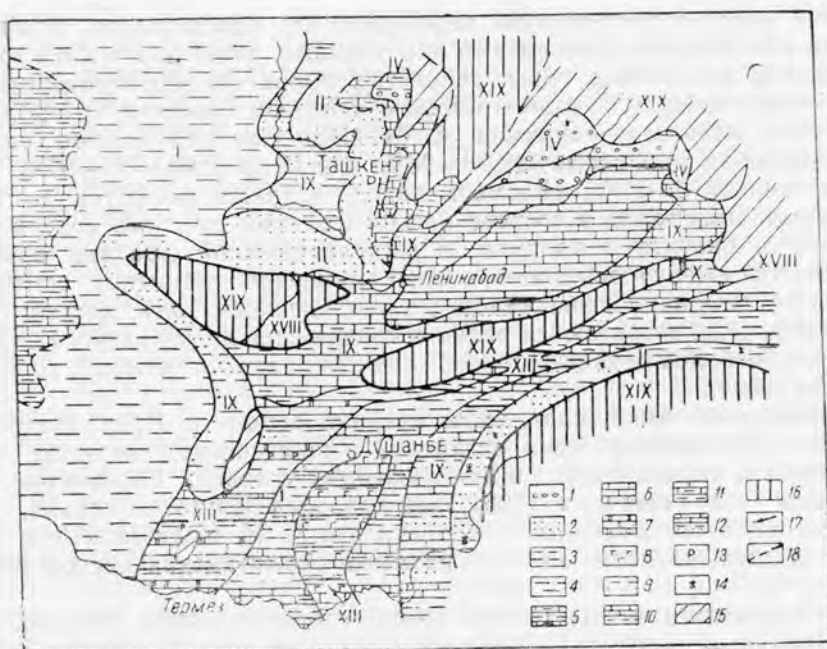 IV
XIX
II
XIX
IV
Ташкент
IX
IV
IX
IX
I
II
Ленинабад
XVIII
X
XIX
XVIII
IX
XIX
XIII
II
IX
XIX
Душанбе
IX
I
XIII
Термез
XIII
1 6 11 16
2 7 12 17
3 8 13 18
4 9 14
5 10 15